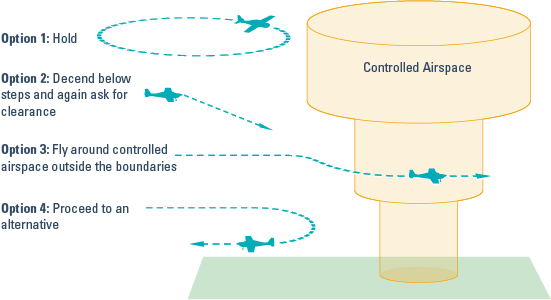 Option 1: Hold
Controlled Airspace
Option 2: Decend below
steps and again ask for
clearance
Option 3: Fly around controlled
airspace outside the boundaries
Option 4: Proceed to an
alternative